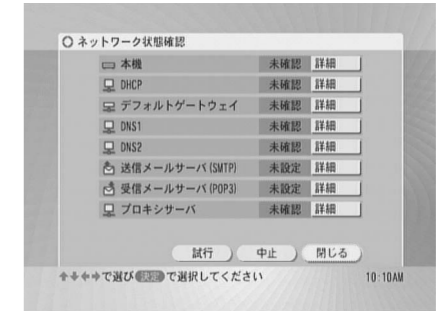 ネットワーク状態確認
本機 未確認 詳細
DHCP 未確認 詳細
デフォルトゲートウェイ 未確認 詳細
DNS1 未確認 詳細
DNS2 未確認 詳細
送信メールサーバ(SMTP) 未設定 詳細
受信メールサーバ(POP3) 未設定 詳細
プロキシサーバ 未確認 詳細
試行 中止 閉じる
で選び 決定 で選択してください 10:10AM